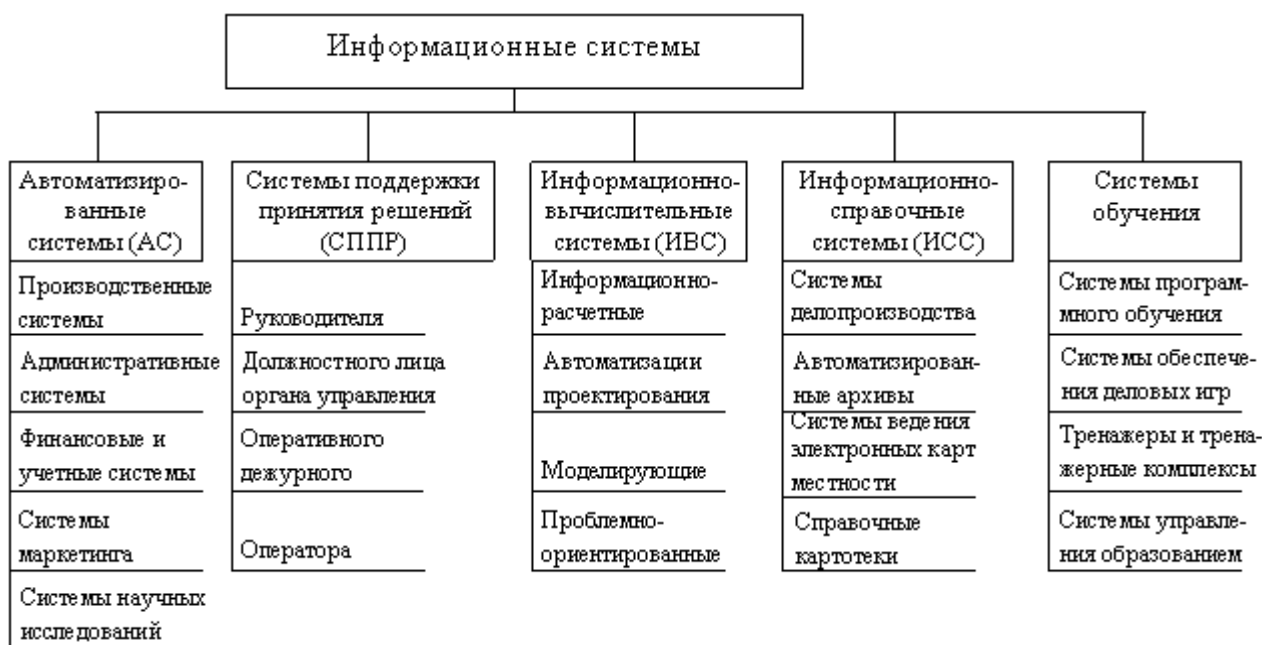 Информационные системы
Автоматизиро-
ванные
системы (АС)
Производственные
системы
Административные
системы
Финансовые и
учетные системы
Системы
маркетинга
Системы научных
исследований
Системы поддержки
принятия решений
(СППР)
Руководителя
Должностного лица
органа управления
Оперативного
дежурного
Оператора
Информационно-
вычислительные
системы (ИВС)
Информационно-
расчетные
Автоматизации
проектирования
Моделирующие
Проблемно-
ориентированные
Информационно-
справочные
системы (ИСС)
Системы
делопроизводства
Автоматизирован-
ные архивы
Системы ведения
электронных карт
местности
Справочные
картотеки
Системы
обучения
Системы програм-
много обучения
Системы обеспече-
ния деловых игр
Тренажеры и трена-
жерные комплексы
Системы управле-
ния образованием